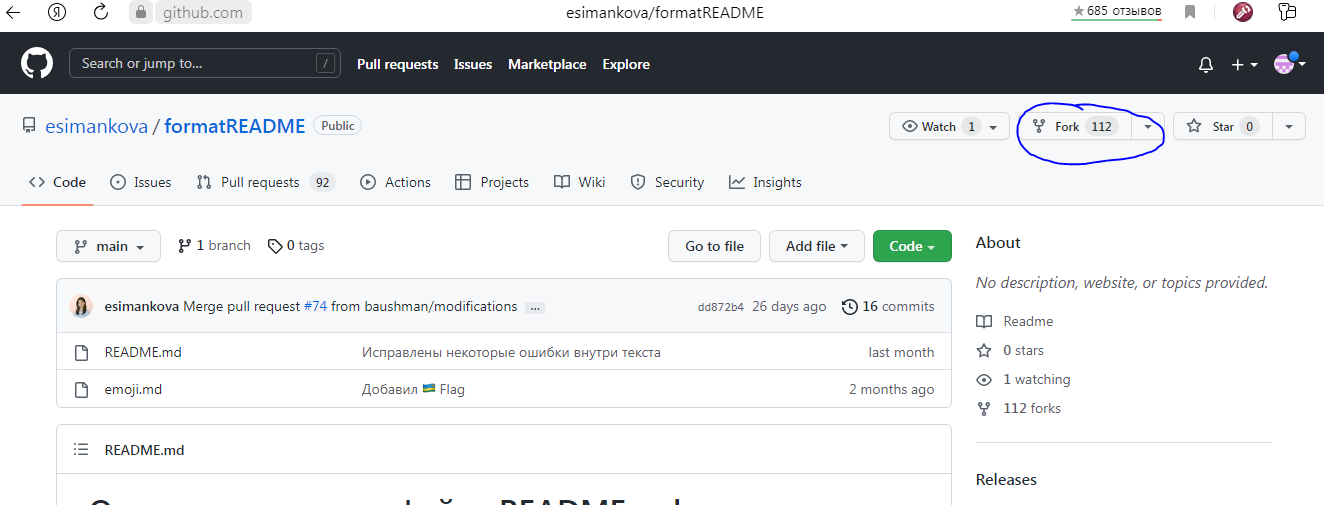 Я github.com esimankova/formatREADME ★685 отзывов
Search or jump to... / Pull requests Issues Marketplace Explore
esimankova / formatREADME Public Watch 1 Fork 112 Star 0
Code Issues Pull requests 92 Actions Projects Wiki Security Insights
main 1 branch 0 tags Go to file Add file Code
About
No description, website, or topics provided.
esimankova Merge pull request #74 from baushman/modifications ... dd872b4 26 days ago 16 commits
README.md Исправлены некоторые ошибки внутри текста last month
emoji.md Добавил Flag 2 months ago
Readme
0 stars
1 watching
112 forks
README.md
Releases